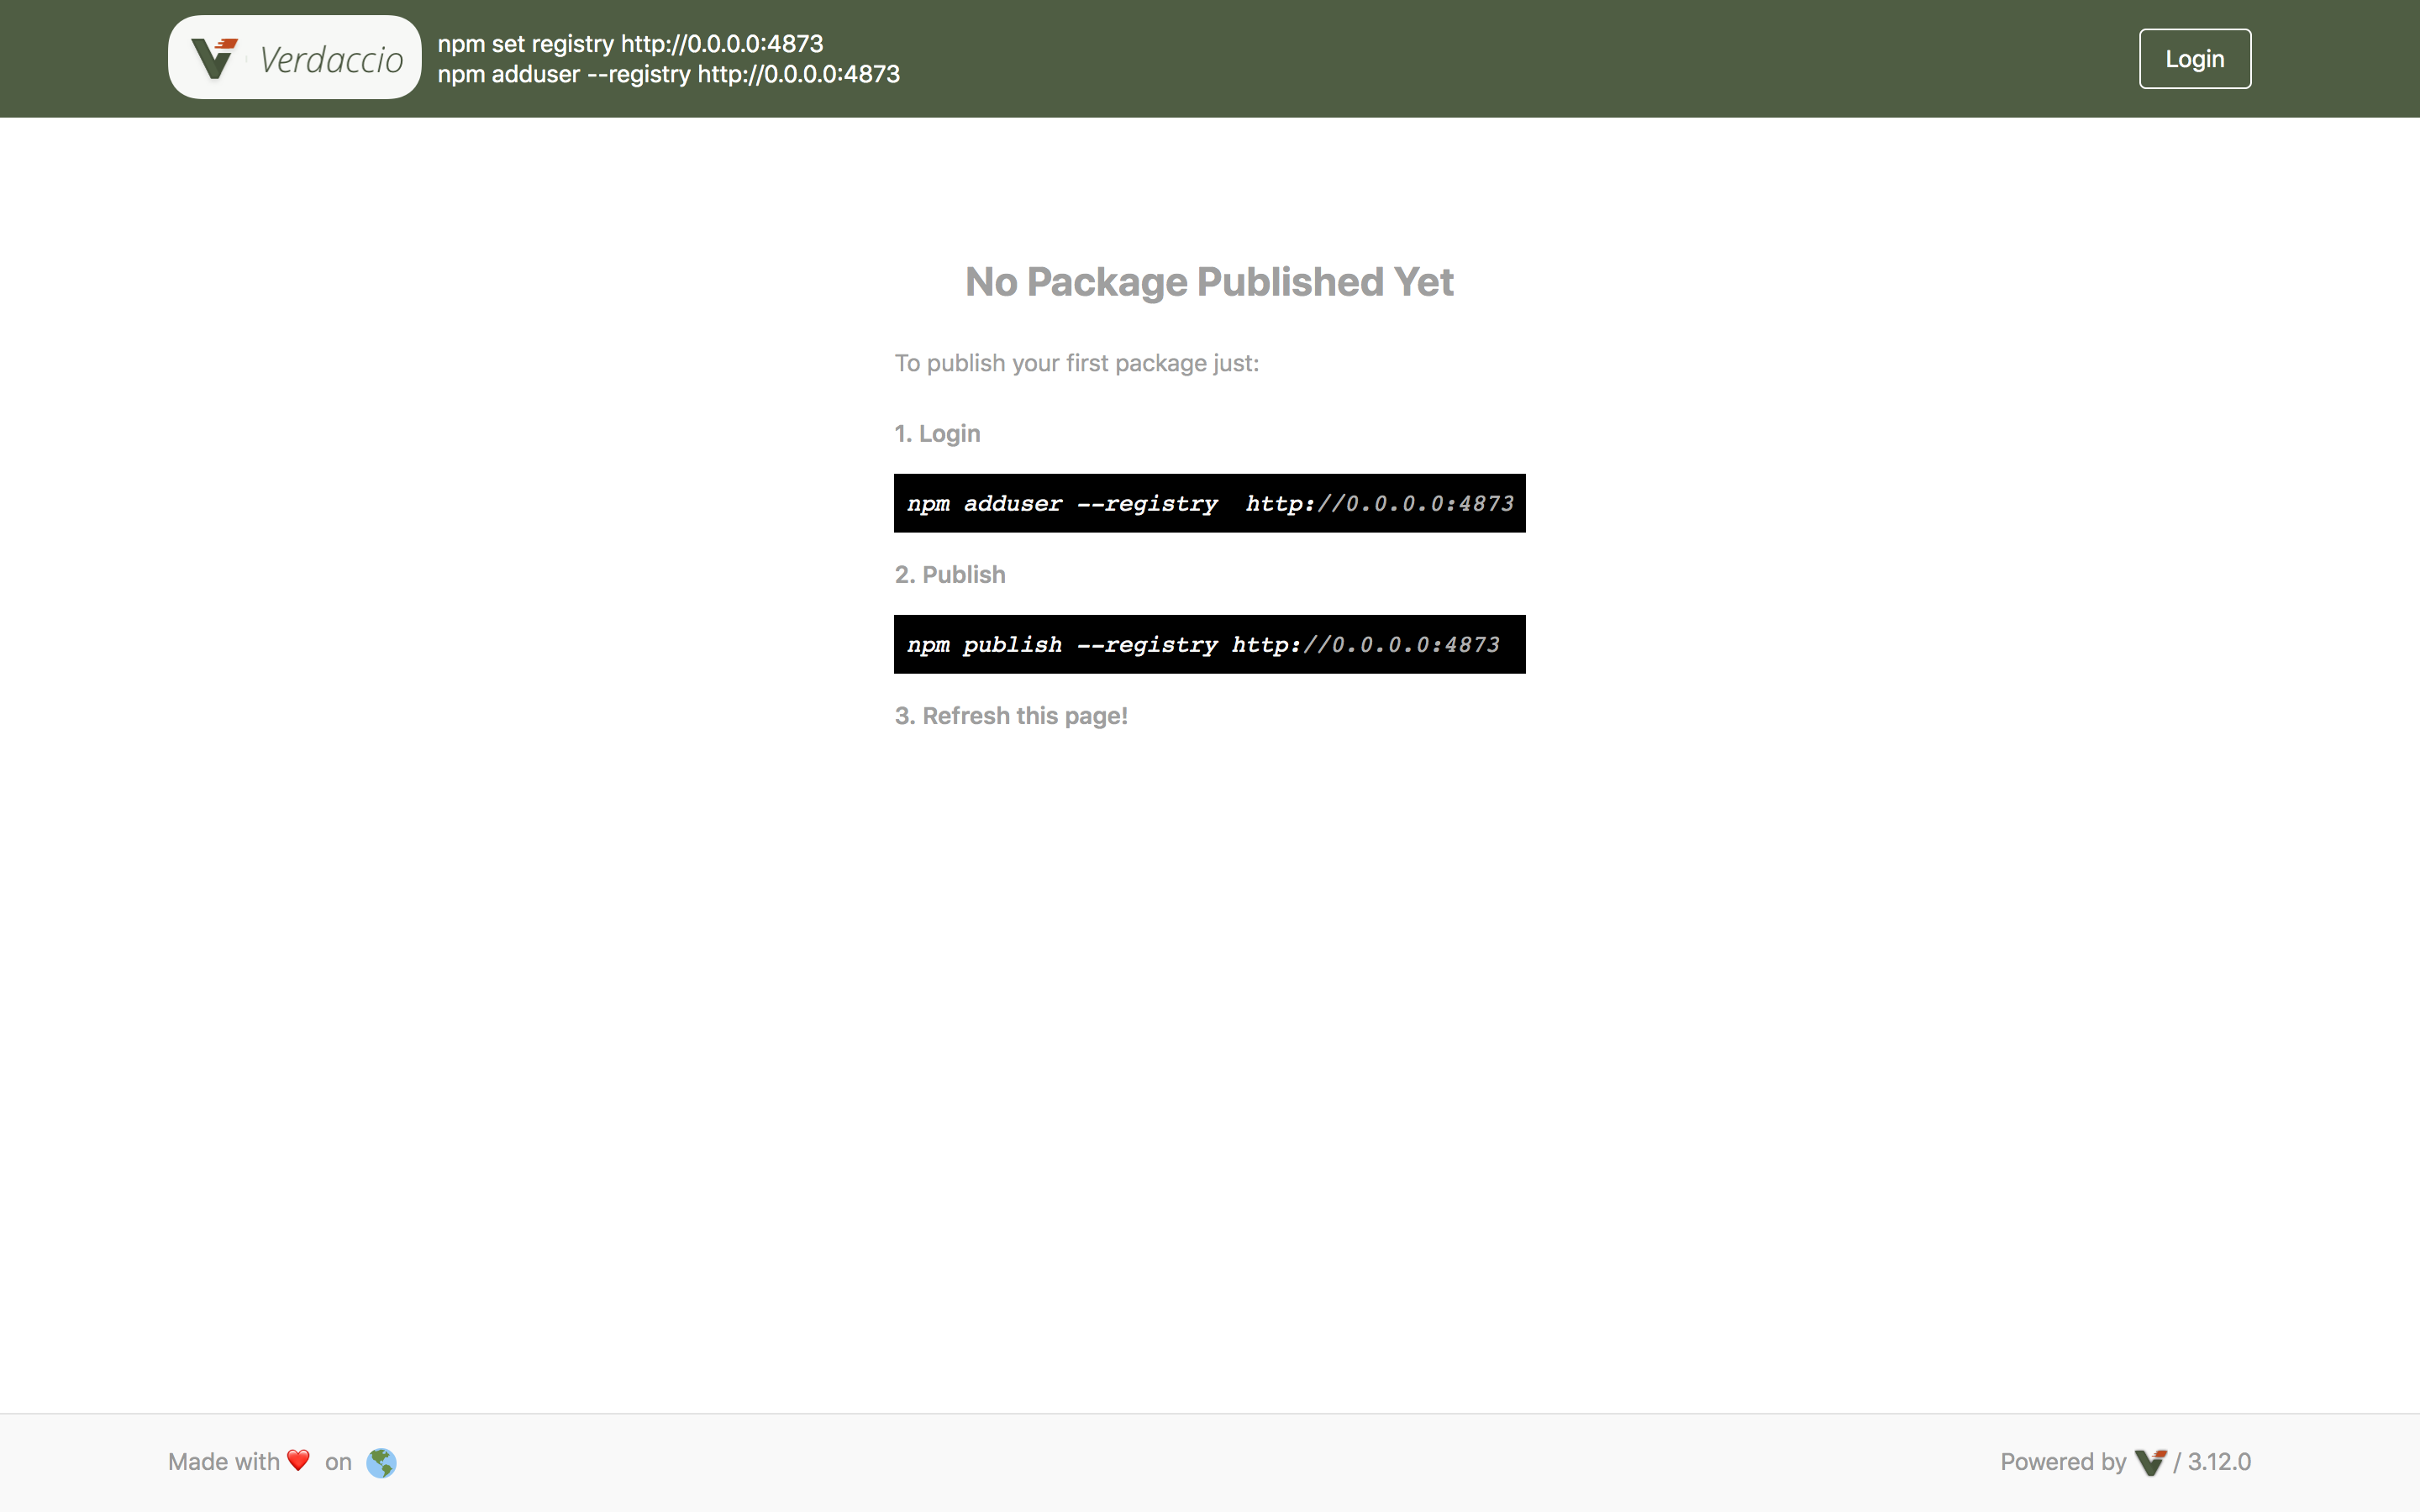 Verdaccio
npm set registry http://0.0.0.0:4873
npm adduser --registry http://0.0.0.0:4873
Login
No Package Published Yet
To publish your first package just:
1. Login
npm adduser --registry  http://0.0.0.0:4873
2. Publish
npm publish --registry http://0.0.0.0:4873
3. Refresh this page!
Made with ❤️ on 🌎
Powered by / 3.12.0